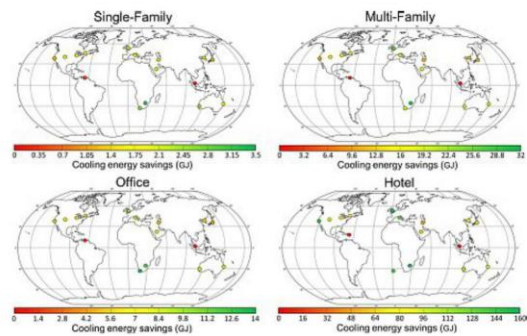 Single-Family
Multi-Family
0 0.35 0.7 1.05 1.4 1.75 2.1 2.45 2.8 3.15 3.5
Cooling energy savings (GJ)
0 3.2 6.4 9.6 12.8 16 19.2 22.4 25.6 28.8 32
Cooling energy savings (GJ)
Office
Hotel
0 1.4 2.8 4.2 5.6 7 8.4 9.8 11.2 12.6 14
Cooling energy savings (GJ)
0 16 32 48 64 80 96 112 128 144 160
Cooling energy savings (GJ)